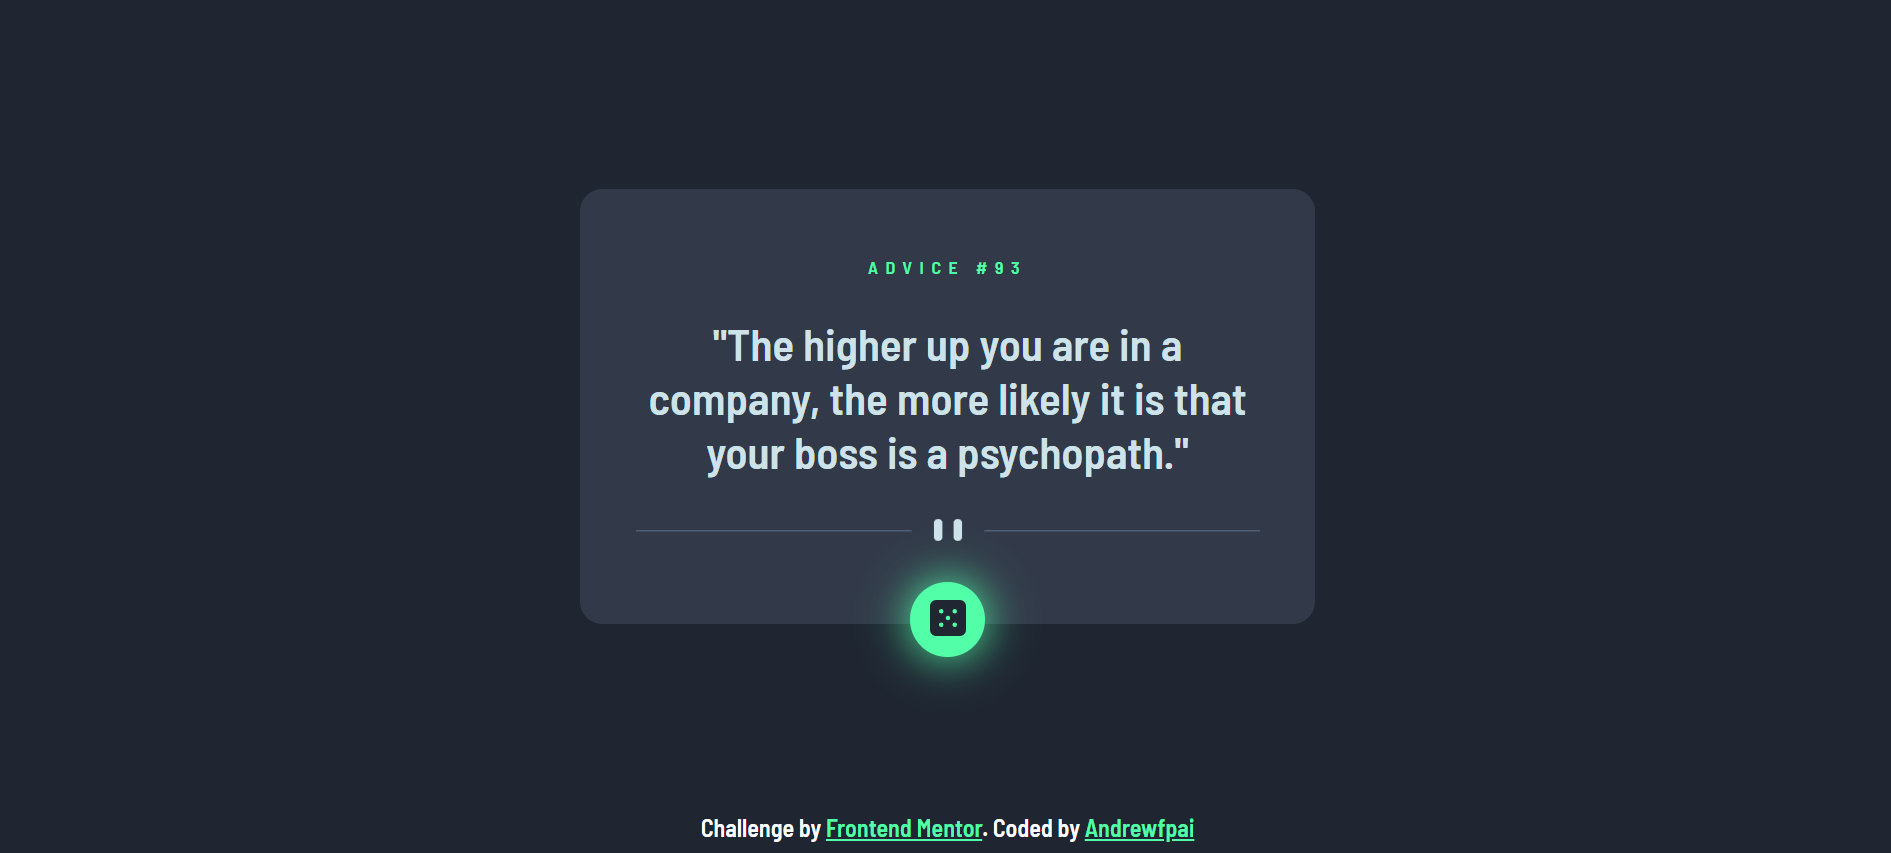 ADVICE #93
"The higher up you are in a
company, the more likely it is that
your boss is a psychopath."
Challenge by Frontend Mentor. Coded by Andrewfpai